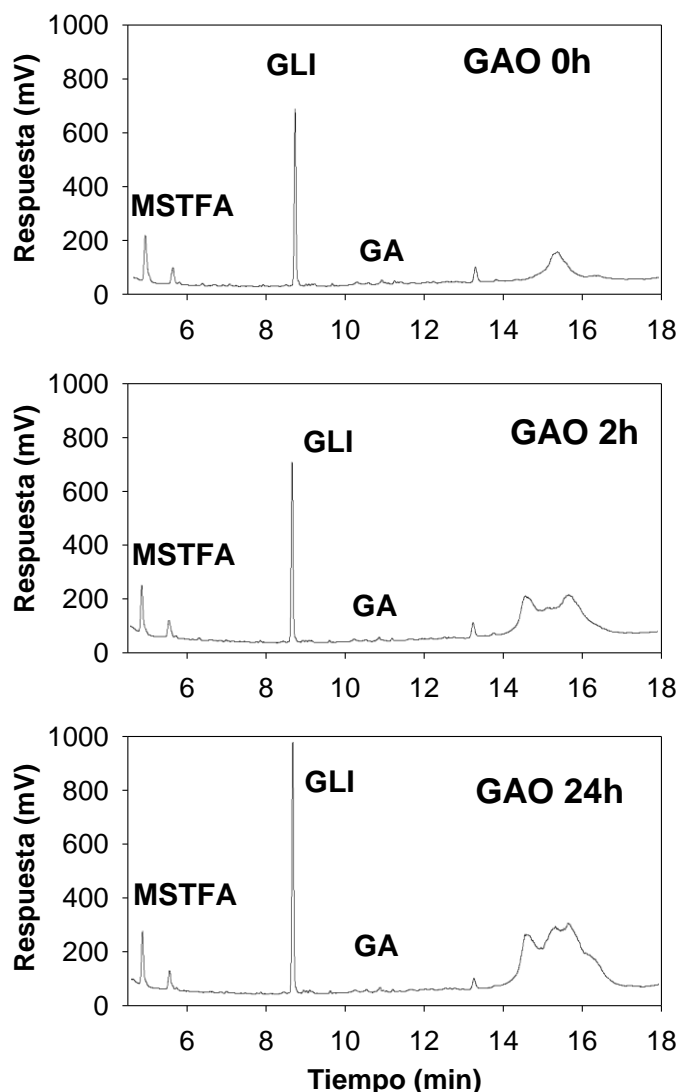 1000
800
600
400
200
0
Respuesta (mV)
GLI
GAO 0h
MSTFA
GA
6 8 10 12 14 16 18
1000
800
600
400
200
0
Respuesta (mV)
GLI
GAO 2h
MSTFA
GA
6 8 10 12 14 16 18
1000
800
600
400
200
0
Respuesta (mV)
GLI
GAO 24h
MSTFA
GA
6 8 10 12 14 16 18
Tiempo (min)